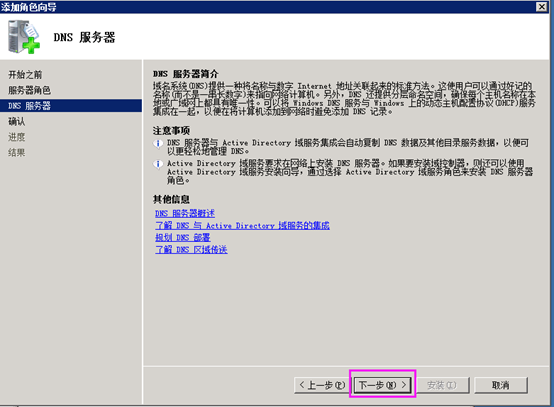 添加角色向导
DNS 服务器
开始之前
服务器角色
DNS 服务器
确认
进度
结果
DNS 服务器简介
域名系统(DNS)提供一种将名称与数字 Internet 地址关联起来的标准方法。这使用户可以通过好记的
名称(而不是一串长数字)来指向网络计算机。另外，DNS 还提供分层命名空间，确保每个主机名称在本
地或广域网上都具有唯一性。可以将 Windows DNS 服务与 Windows 上的动态主机配置协议(DHCP)服务
集成在一起，以便在将计算机添加到网络时避免添加 DNS 记录。
注意事项
DNS 服务器与 Active Directory 域服务集成会自动复制 DNS 数据及其他目录服务数据，以便可
以更轻松地管理 DNS。
Active Directory 域服务要求在网络上安装 DNS 服务器。如果要安装域控制器，则还可以使用
Active Directory 域服务安装向导，通过选择 Active Directory 域服务角色来安装 DNS 服务器
角色。
其他信息
DNS 服务器概述
了解 DNS 与 Active Directory 域服务的集成
规划 DNS 部署
了解 DNS 区域传送
< 上一步(P) 下一步(N) > 安装(I) 取消